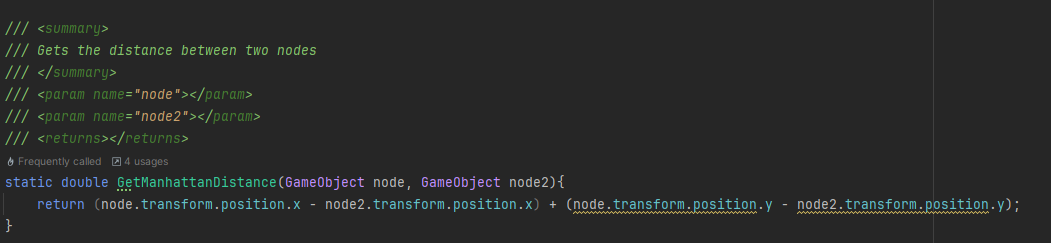 /// <summary>
/// Gets the distance between two nodes
/// </summary>
/// <param name="node"></param>
/// <param name="node2"></param>
/// <returns></returns>
Frequently called 4 usages
static double GetManhattanDistance(GameObject node, GameObject node2){
return (node.transform.position.x - node2.transform.position.x) + (node.transform.position.y - node2.transform.position.y);
}